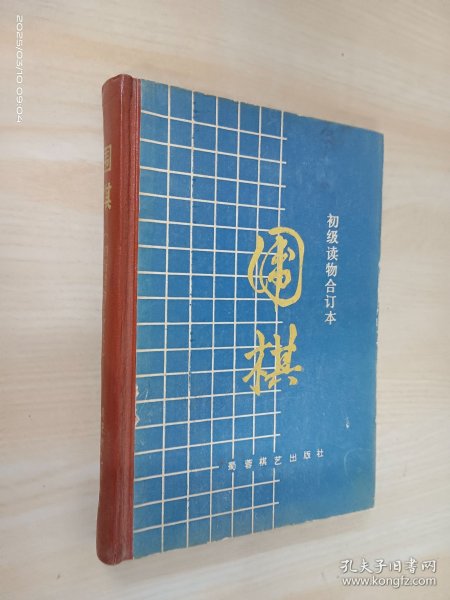 2025/03/10 09:04
围棋
初级读物合订本
围棋
蜀蓉棋艺出版社
孔夫子旧书网
www.kongfz.com